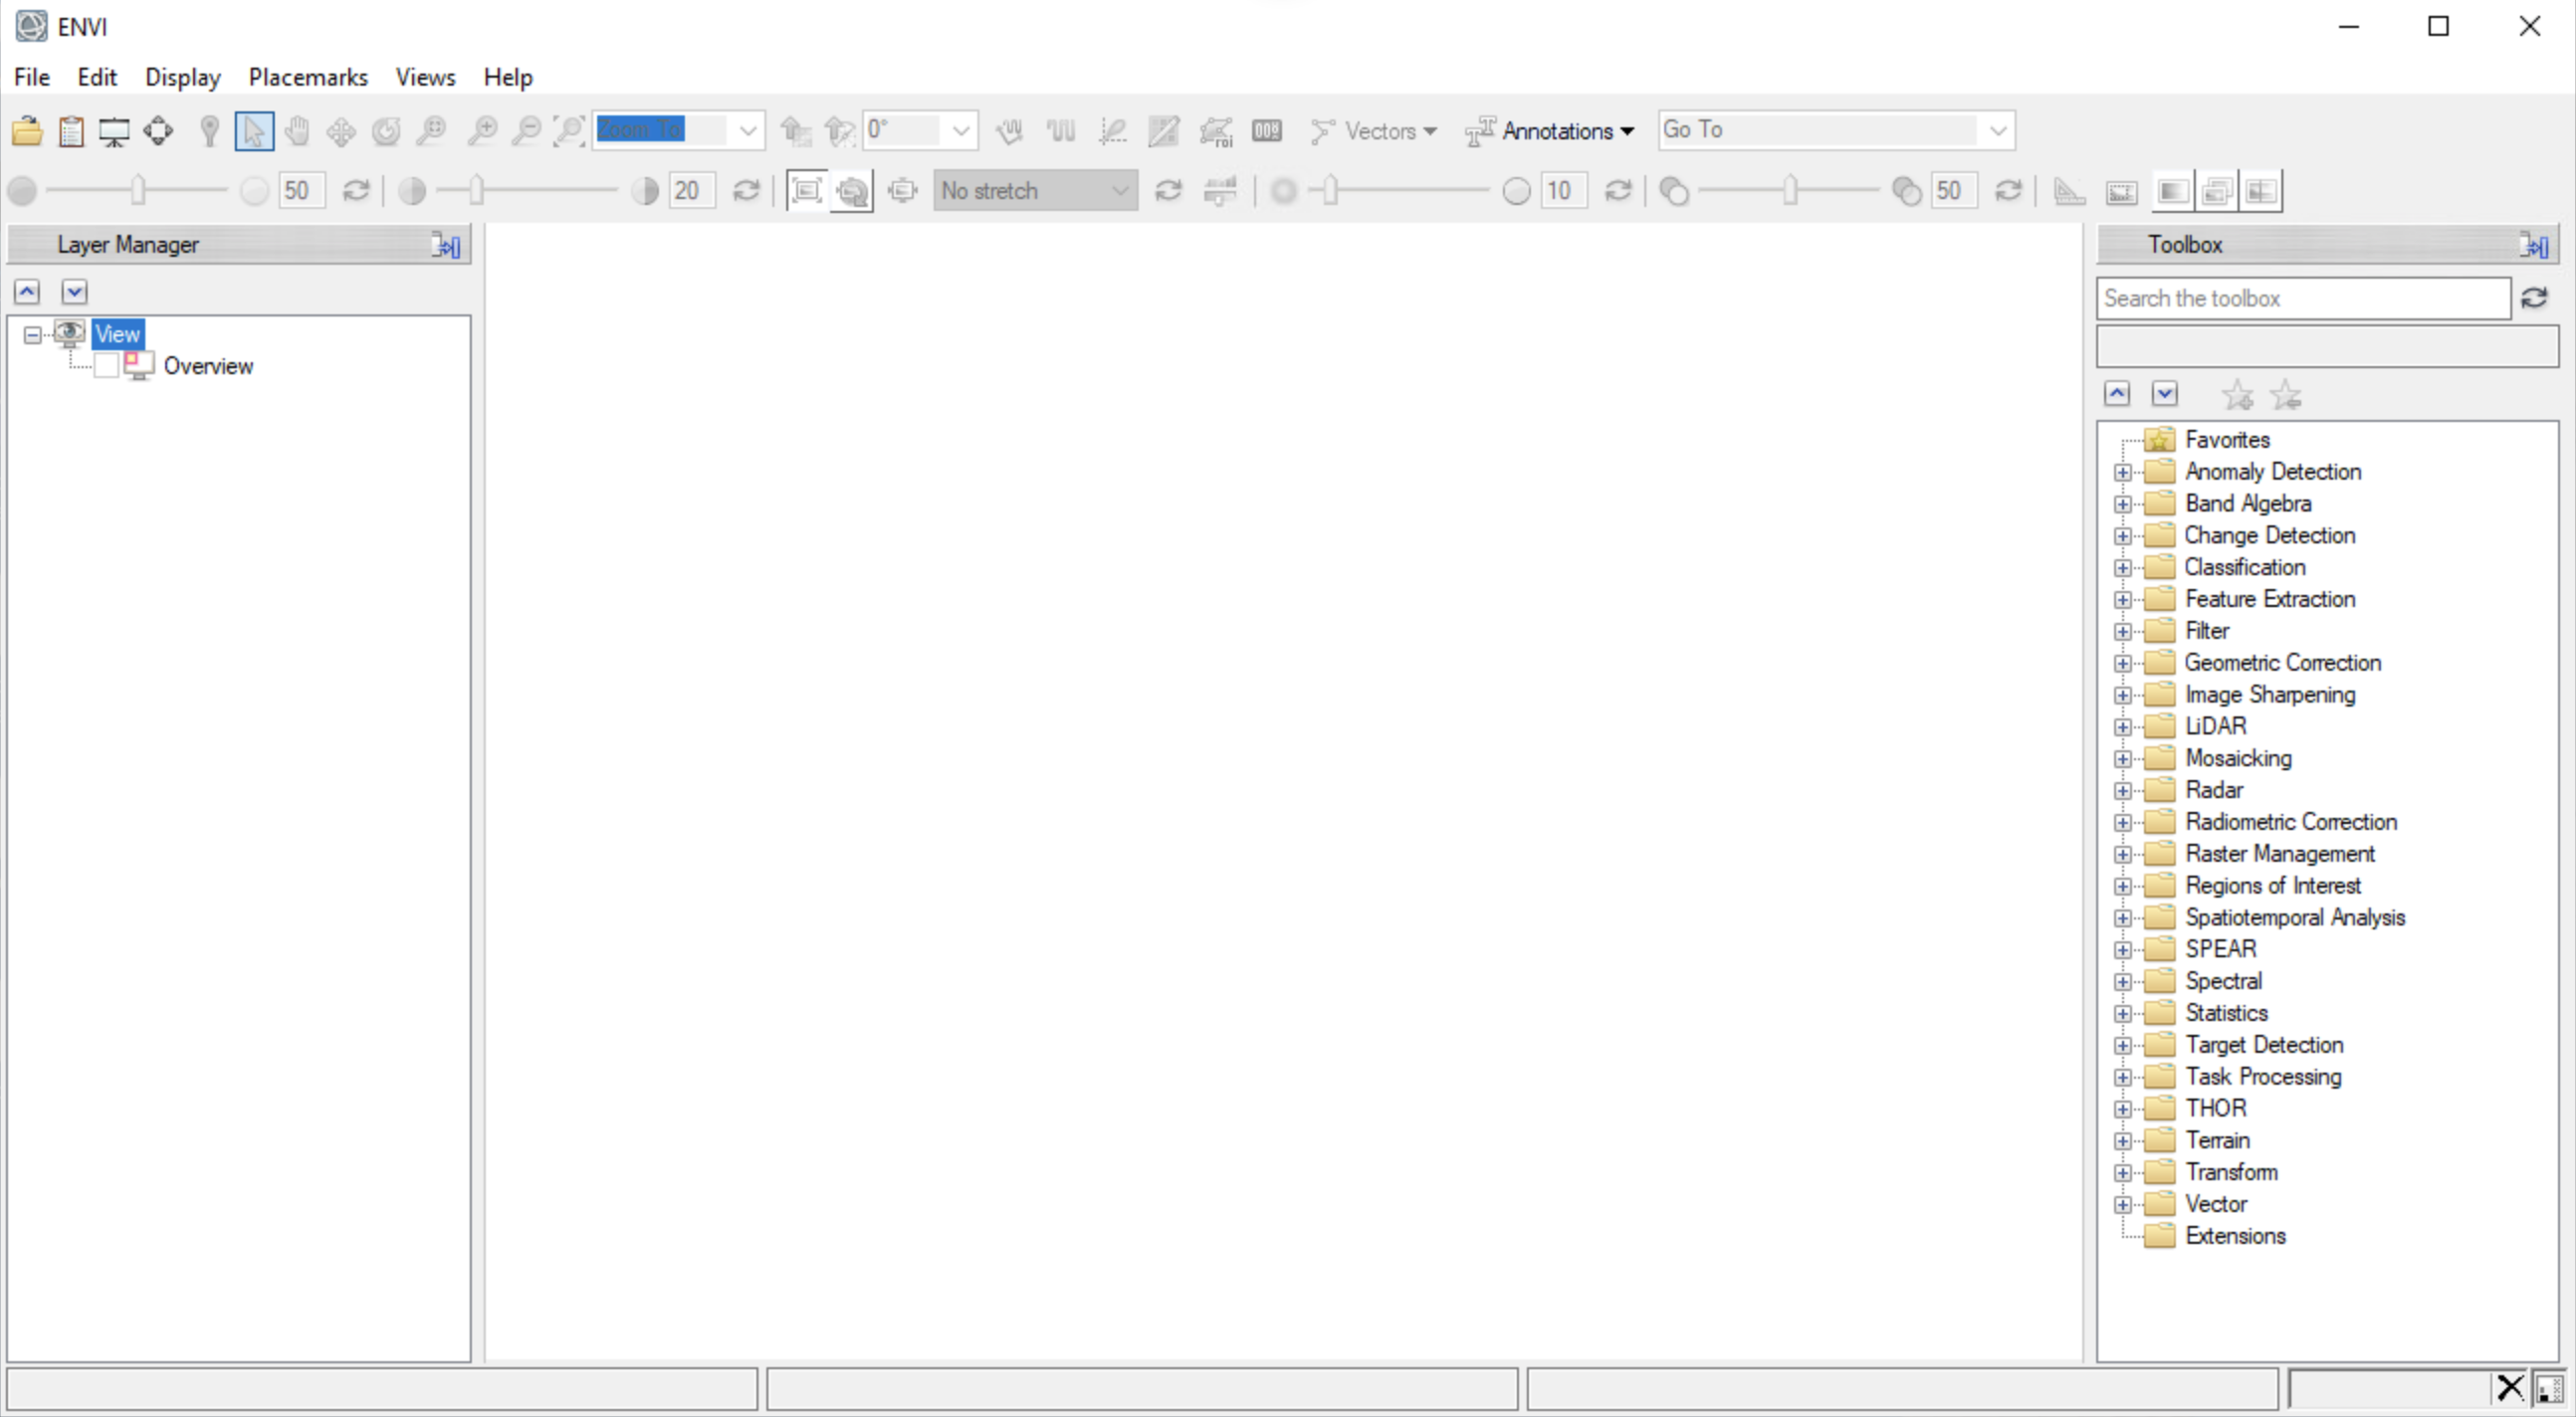 ENVI
File Edit Display Placemarks Views Help
Zoom To 0° roi Vectors Annotations Go To
50 20 No stretch 10 50
Layer Manager
View
Overview
Toolbox
Search the toolbox
Favorites
Anomaly Detection
Band Algebra
Change Detection
Classification
Feature Extraction
Filter
Geometric Correction
Image Sharpening
LiDAR
Mosaicking
Radar
Radiometric Correction
Raster Management
Regions of Interest
Spatiotemporal Analysis
SPEAR
Spectral
Statistics
Target Detection
Task Processing
THOR
Terrain
Transform
Vector
Extensions